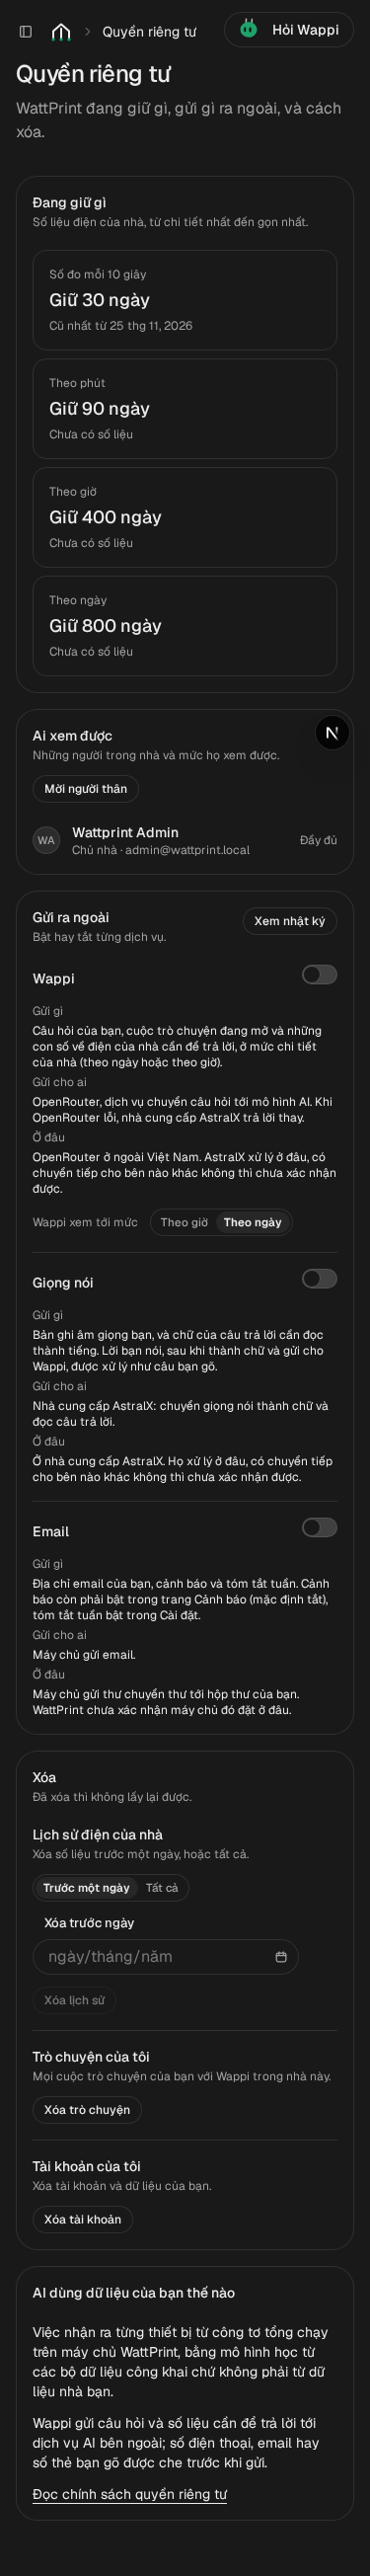 Quyền riêng tư
Hỏi Wappi
Quyền riêng tư
WattPrint đang giữ gì, gửi gì ra ngoài, và cách
xóa.
Đang giữ gì
Số liệu điện của nhà, từ chi tiết nhất đến gọn nhất.
Số đo mỗi 10 giây
Giữ 30 ngày
Cũ nhất từ 25 thg 11, 2026
Theo phút
Giữ 90 ngày
Chưa có số liệu
Theo giờ
Giữ 400 ngày
Chưa có số liệu
Theo ngày
Giữ 800 ngày
Chưa có số liệu
Ai xem được
Những người trong nhà và mức họ xem được.
N
Mời người thân
WA
Wattprint Admin
Chủ nhà · admin@wattprint.local
Đầy đủ
Gửi ra ngoài
Bật hay tắt từng dịch vụ.
Xem nhật ký
Wappi
Gửi gì
Câu hỏi của bạn, cuộc trò chuyện đang mở và những
con số về điện của nhà cần để trả lời, ở mức chi tiết
của nhà (theo ngày hoặc theo giờ).
Gửi cho ai
OpenRouter, dịch vụ chuyển câu hỏi tới mô hình AI. Khi
OpenRouter lỗi, nhà cung cấp AstralX trả lời thay.
Ở đâu
OpenRouter ở ngoài Việt Nam. AstralX xử lý ở đâu, có
chuyển tiếp cho bên nào khác không thì chưa xác nhận
được.
Wappi xem tới mức
Theo giờ
Theo ngày
Giọng nói
Gửi gì
Bản ghi âm giọng bạn, và chữ của câu trả lời cần đọc
thành tiếng. Lời bạn nói, sau khi thành chữ và gửi cho
Wappi, được xử lý như câu bạn gõ.
Gửi cho ai
Nhà cung cấp AstralX: chuyển giọng nói thành chữ và
đọc câu trả lời.
Ở đâu
Ở nhà cung cấp AstralX. Họ xử lý ở đâu, có chuyển tiếp
cho bên nào khác không thì chưa xác nhận được.
Email
Gửi gì
Địa chỉ email của bạn, cảnh báo và tóm tắt tuần. Cảnh
báo còn phải bật trong trang Cảnh báo (mặc định tắt),
tóm tắt tuần bật trong Cài đặt.
Gửi cho ai
Máy chủ gửi email.
Ở đâu
Máy chủ gửi thư chuyển thư tới hộp thư của bạn.
WattPrint chưa xác nhận máy chủ đó đặt ở đâu.
Xóa
Đã xóa thì không lấy lại được.
Lịch sử điện của nhà
Xóa số liệu trước một ngày, hoặc tất cả.
Trước một ngày
Tất cả
Xóa trước ngày
ngày/tháng/năm
Xóa lịch sử
Trò chuyện của tôi
Mọi cuộc trò chuyện của bạn với Wappi trong nhà này.
Xóa trò chuyện
Tài khoản của tôi
Xóa tài khoản và dữ liệu của bạn.
Xóa tài khoản
AI dùng dữ liệu của bạn thế nào
Việc nhận ra từng thiết bị từ công tơ tổng chạy
trên máy chủ WattPrint, bằng mô hình học từ
các bộ dữ liệu công khai chứ không phải từ dữ
liệu nhà bạn.
Wappi gửi câu hỏi và số liệu cần để trả lời tới
dịch vụ AI bên ngoài; số điện thoại, email hay
số thẻ bạn gõ được che trước khi gửi.
Đọc chính sách quyền riêng tư